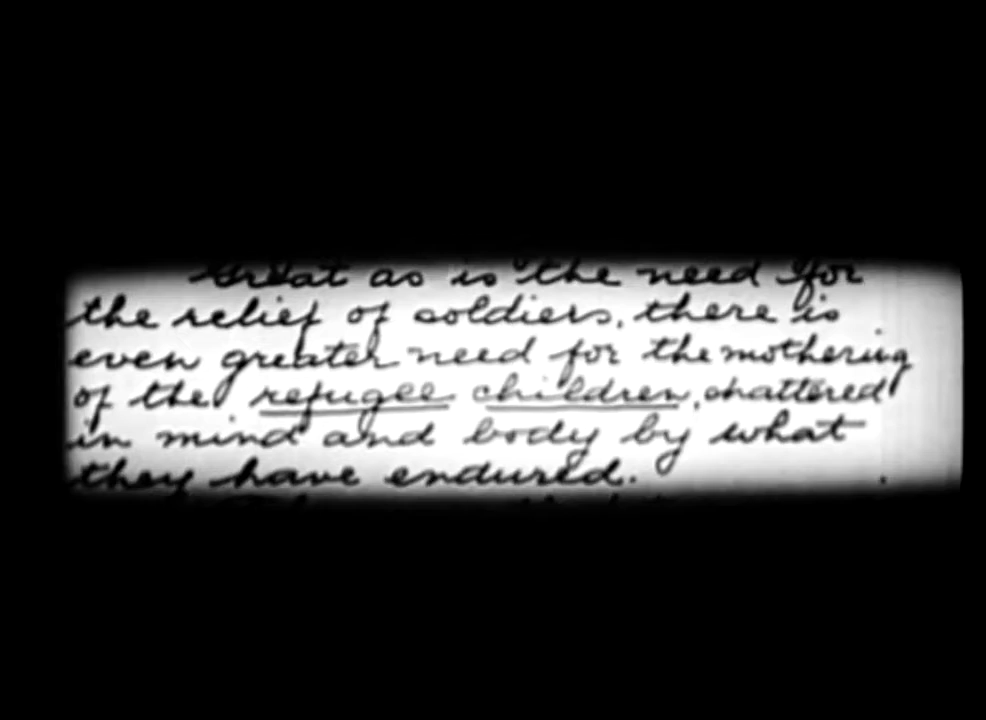 Great as is the need for
the relief of soldiers, there is
even greater need for the mothering
of the refugee children, shattered
in mind and body by what
they have endured.